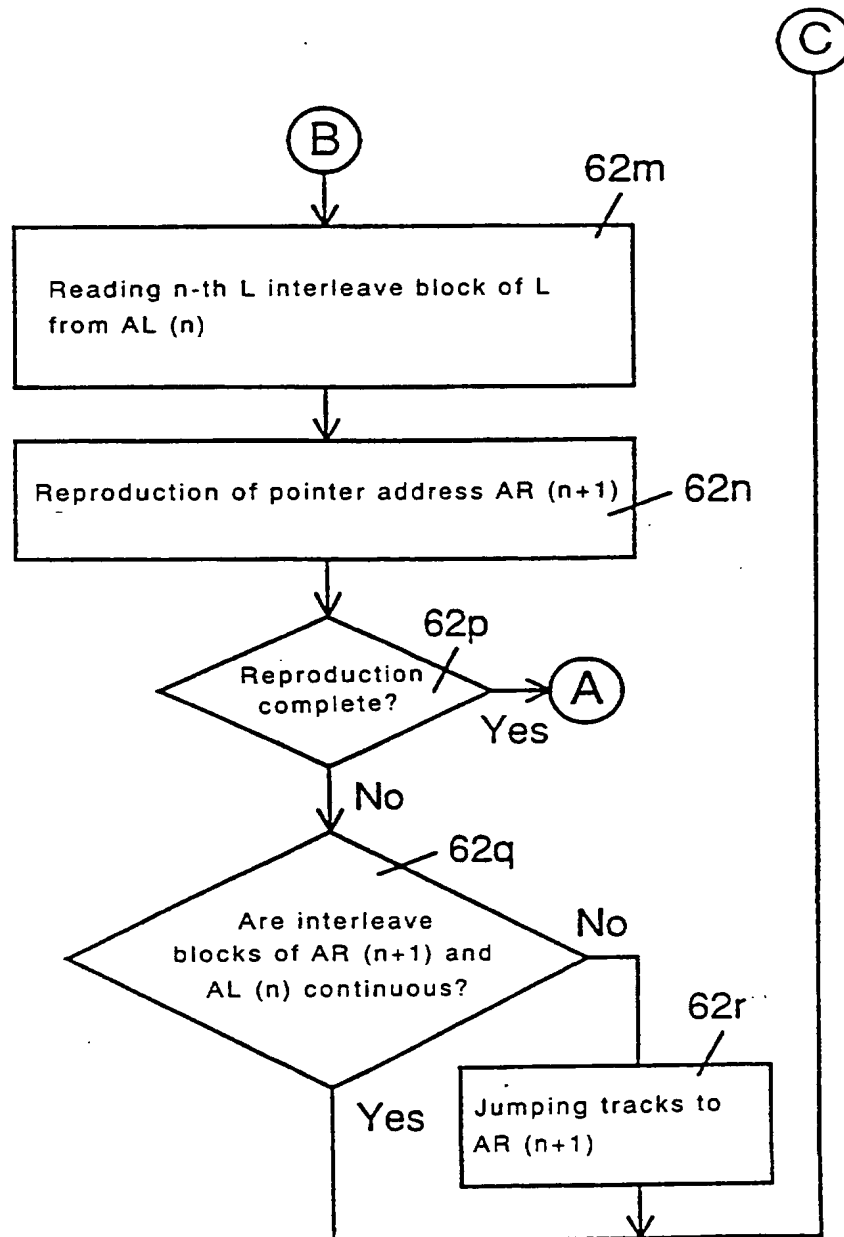 C
B
62m
Reading n-th L interleave block of L
from AL (n)
Reproduction of pointer address AR (n+1)
62n
62p
Reproduction
complete?
A
Yes
No
62q
Are interleave
blocks of AR (n+1) and
AL (n) continuous?
No
62r
Yes
Jumping tracks to
AR (n+1)